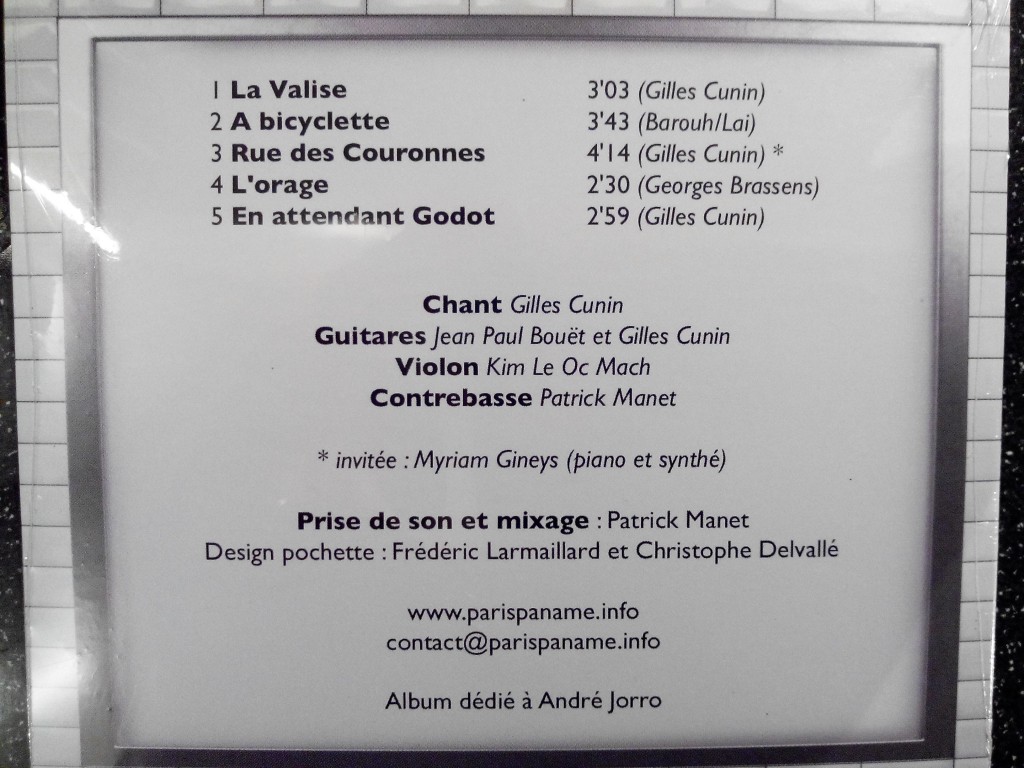 1 La Valise 3'03 (Gilles Cunin)
2 A bicyclette 3'43 (Barouh/Lai)
3 Rue des Couronnes 4'14 (Gilles Cunin) *
4 L'orage 2'30 (Georges Brassens)
5 En attendant Godot 2'59 (Gilles Cunin)
Chant Gilles Cunin
Guitares Jean Paul Bouët et Gilles Cunin
Violon Kim Le Oc Mach
Contrebasse Patrick Manet
* invitée : Myriam Gineys (piano et synthé)
Prise de son et mixage : Patrick Manet
Design pochette : Frédéric Larmaillard et Christophe Delvallé
www.parispaname.info
contact@parispaname.info
Album dédié à André Jorro